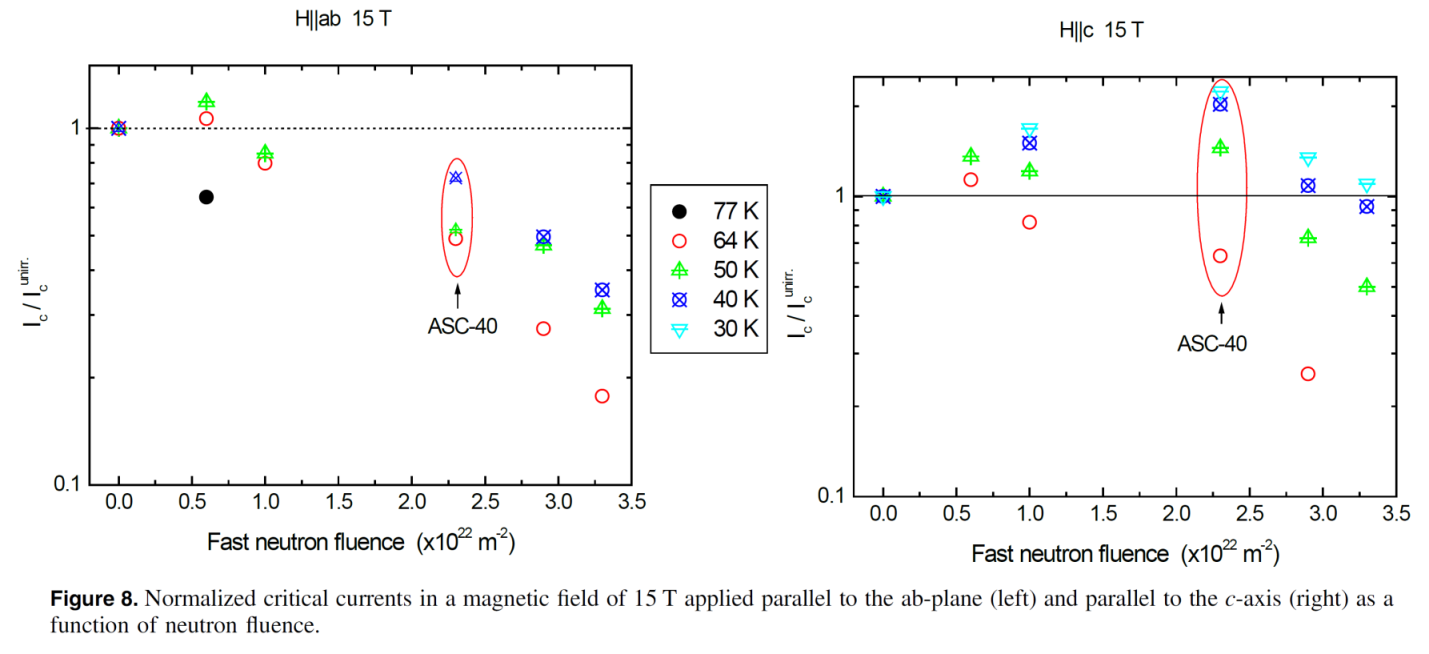 H||ab 15 T
1
0.1
0.0 0.5 1.0 1.5 2.0 2.5 3.0 3.5
Fast neutron fluence (x10²² m⁻²)
I_c / I_c^unirr.
ASC-40
77 K
64 K
50 K
40 K
30 K
H||c 15 T
1
0.1
0.0 0.5 1.0 1.5 2.0 2.5 3.0 3.5
Fast neutron fluence (x10²² m⁻²)
I_c / I_c^unirr.
ASC-40
Figure 8. Normalized critical currents in a magnetic field of 15 T applied parallel to the ab-plane (left) and parallel to the c-axis (right) as a
function of neutron fluence.